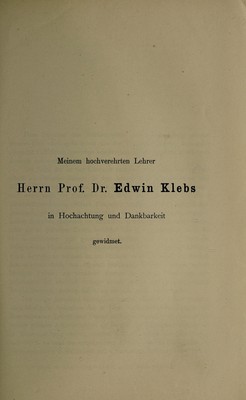 Meinem hochverehrten Lehrer
Herrn Prof. Dr. Edwin Klebs
in Hochachtung und Dankbarkeit
gewidmet.